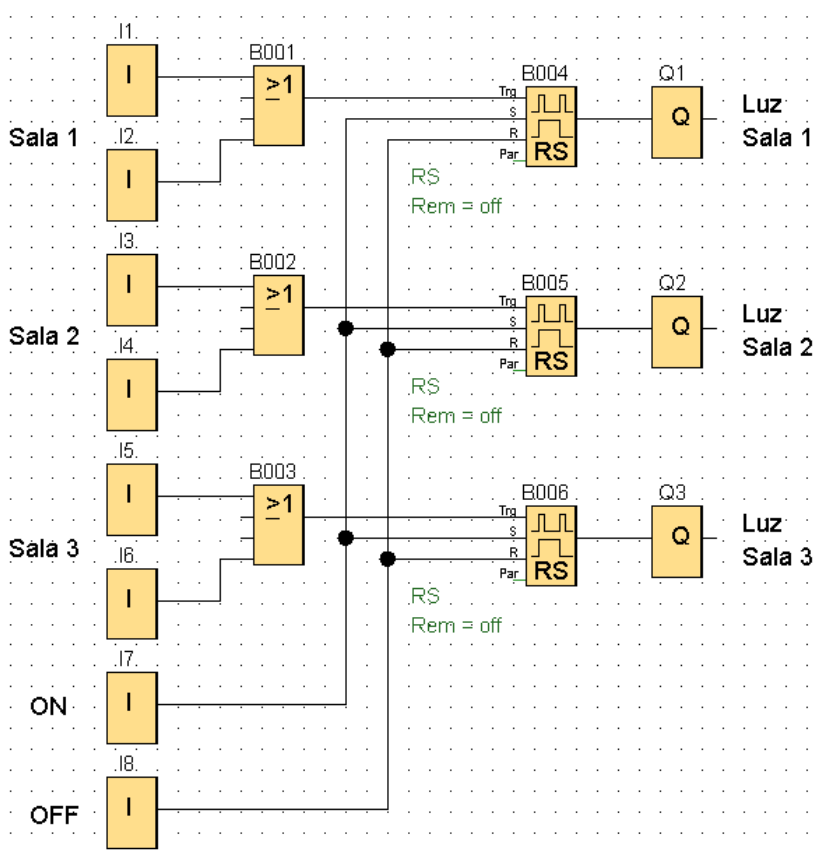 I1
I
B001
≥1
I2
I
Sala 1
Trg
S
R
Par
B004
RS
RS
Rem = off
Q1
Q
Luz
Sala 1
I3
I
B002
≥1
I4
I
Sala 2
Trg
S
R
Par
B005
RS
RS
Rem = off
Q2
Q
Luz
Sala 2
I5
I
B003
≥1
I6
I
Sala 3
Trg
S
R
Par
B006
RS
RS
Rem = off
Q3
Q
Luz
Sala 3
I7
I
ON
I8
I
OFF